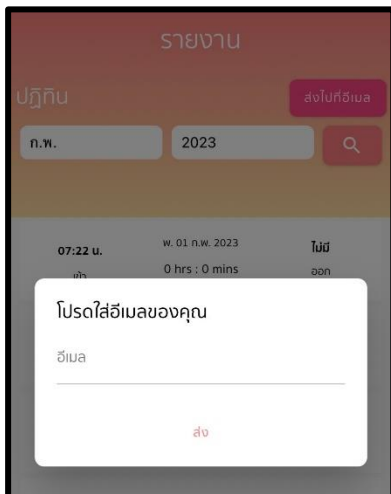 รายงาน
ปฏิทิน
ส่งไปที่อีเมล
ก.พ. 2023
07:22 น. พ. 01 ก.พ. 2023 ไม่มี
เข้า 0 hrs : 0 mins ออก
โปรดใส่อีเมลของคุณ
อีเมล
ส่ง